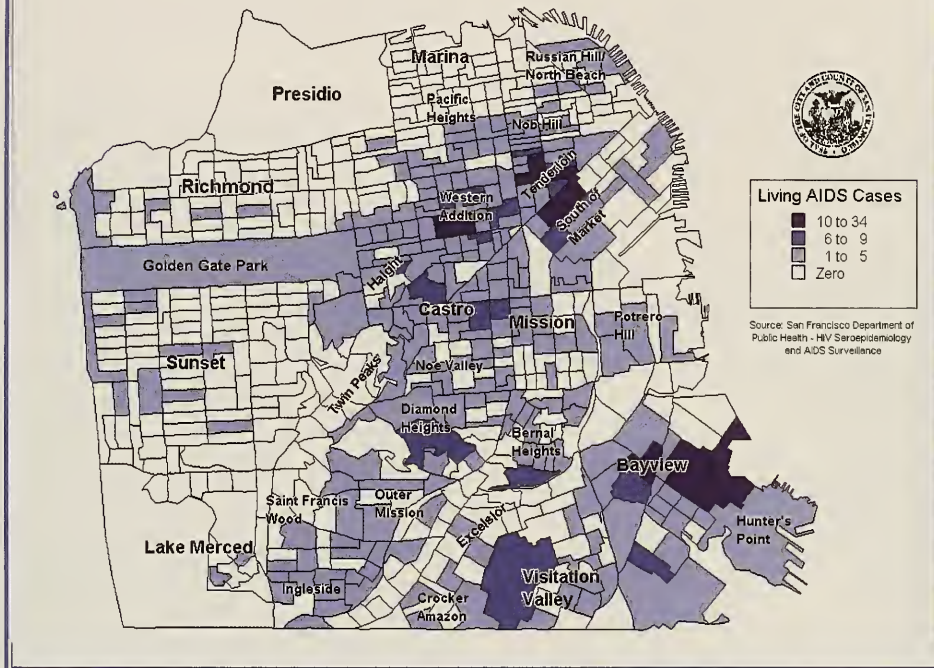 Marina
Russian Hill/
North Beach
Presidio
Pacific
Heights
Nob Hill
Tenderloin
Richmond
Western
Addition
South of
Market
Golden Gate Park
Haight
Castro
Mission
Potrero
Hill
Sunset
Noe Valley
Twin Peaks
Diamond
Heights
Bernal
Heights
Bayview
Saint Francis
Wood
Outer
Mission
Excelsior
Hunter's
Point
Lake Merced
Ingleside
Crocker
Amazon
Visitation
Valley
Living AIDS Cases
10 to 34
6 to 9
1 to 5
Zero
Source: San Francisco Department of
Public Health - HIV Seroepidemiology
and AIDS Surveillance